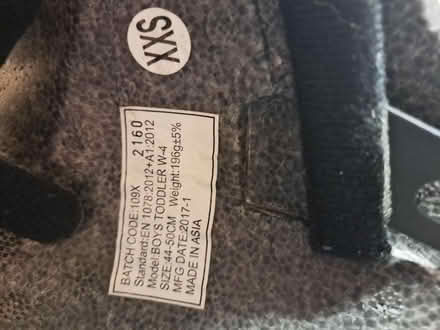 XXS
BATCH CODE:109X 2160
Standard:EN 1078:2012+A1:2012
Model:BOYS TODDLER W-4
SIZE:44-50CM Weight:196g±5%
MFG DATE:2017-1
MADE IN ASIA